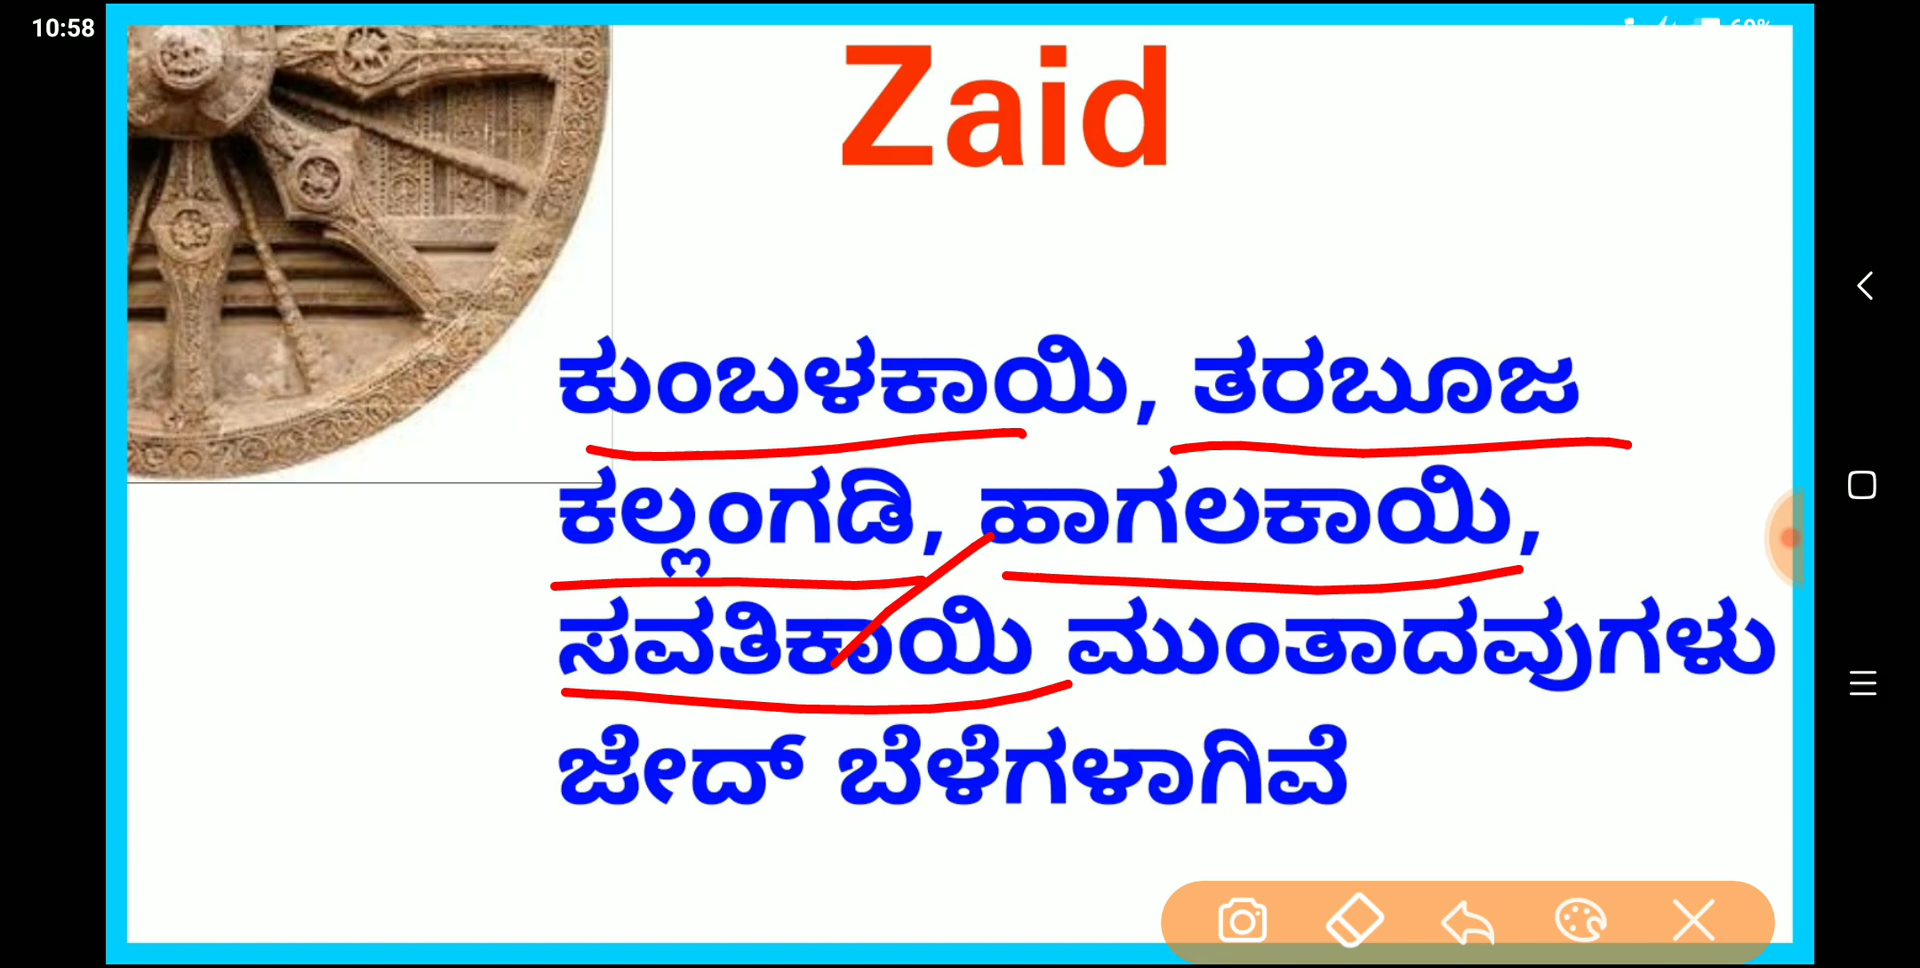 10:58
Zaid
ಕುಂಬಳಕಾಯಿ, ತರಬೂಜ
ಕಲ್ಲಂಗಡಿ, ಹಾಗಲಕಾಯಿ,
ಸವತಿಕಾಯಿ ಮುಂತಾದವುಗಳು
ಜೇದ್ ಬೆಳೆಗಳಾಗಿವೆ